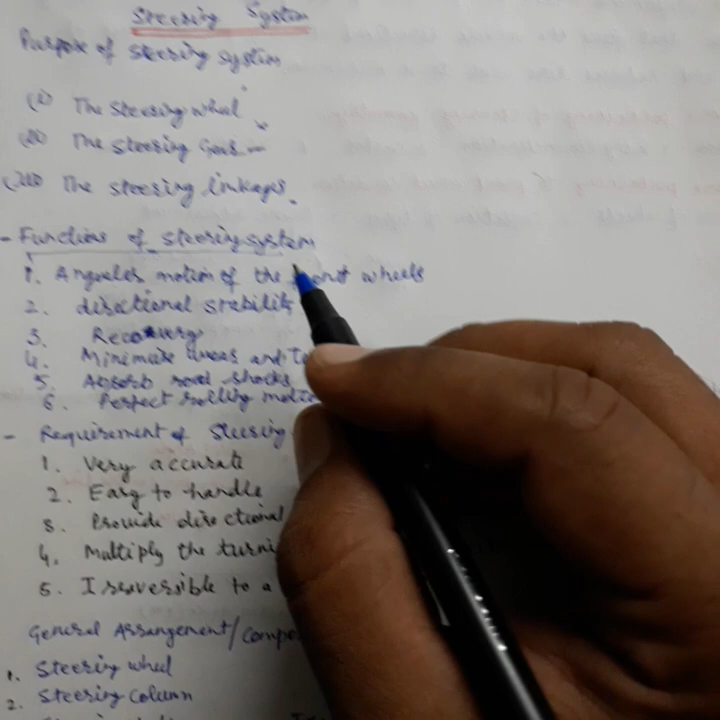 Steering System
Purpose of steering system
(i) The steering wheel
(ii) The steering Gear
(iii) The steering linkages.
- Functions of steering system
1. Angular motion of the front wheels
2. directional stability
3. Recovery
4. Minimise wear and
5. Absorb road shocks
6. Perfect rolling
- Requirement of Steering
1. Very accurate
2. Easy to handle
3. Provide directional
4. Multiply the
5. Irreversible to a
General Arrangement/
1. Steering wheel
2. Steering Column